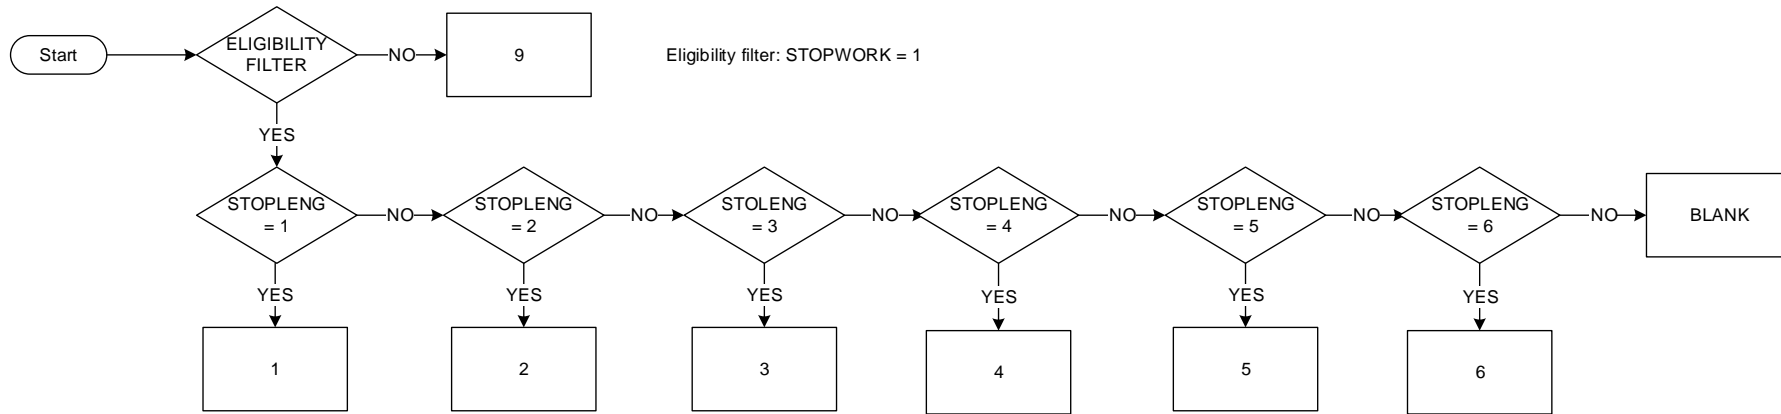 Start
ELIGIBILITY
FILTER
NO
9
Eligibility filter: STOPWORK = 1
YES
STOPLENG
= 1
NO
STOPLENG
= 2
NO
STOLENG
= 3
NO
STOPLENG
= 4
NO
STOPLENG
= 5
NO
STOPLENG
= 6
NO
BLANK
YES
YES
YES
YES
YES
YES
1
2
3
4
5
6